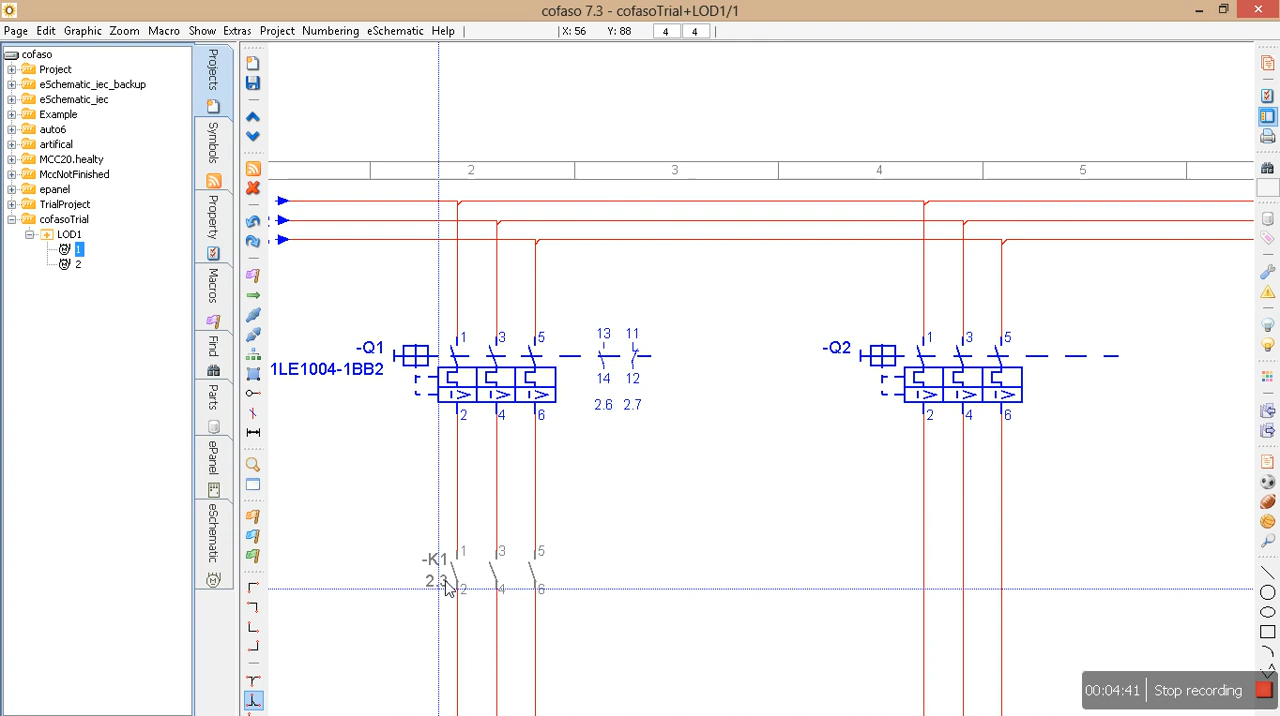 cofaso 7.3 - cofasoTrial+LOD1/1
Page Edit Graphic Zoom Macro Show Extras Project Numbering eSchematic Help X: 56 Y: 88 4 4
cofaso
Project
eSchematic_iec_backup
eSchematic_iec
Example
auto6
artifical
MCC20.healty
MccNotFinished
epanel
TrialProject
cofasoTrial
LOD1
1
2
Projects
Symbols
Property
Macros
Find
Parts
ePanel
eSchematic
2 3 4 5
-Q1 1 3 5 13 11
1LE1004-1BB2
2 4 6 14 12
2.6 2.7
-Q2 1 3 5
2 4 6
-K1 1 3 5
2.3 2 4 6
00:04:41 Stop recording